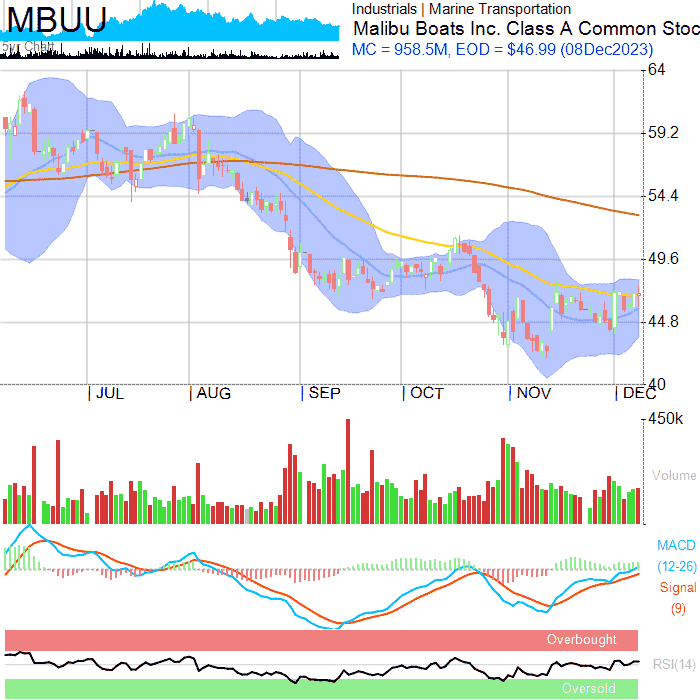 MBUU
5yr Chart
Industrials | Marine Transportation
Malibu Boats Inc. Class A Common Stoc
MC = 958.5M, EOD = $46.99 (08Dec2023)
64
59.2
54.4
49.6
44.8
40
JUL AUG SEP OCT NOV DEC
450k
Volume
MACD
(12-26)
Signal
(9)
Overbought
RSI(14)
Oversold